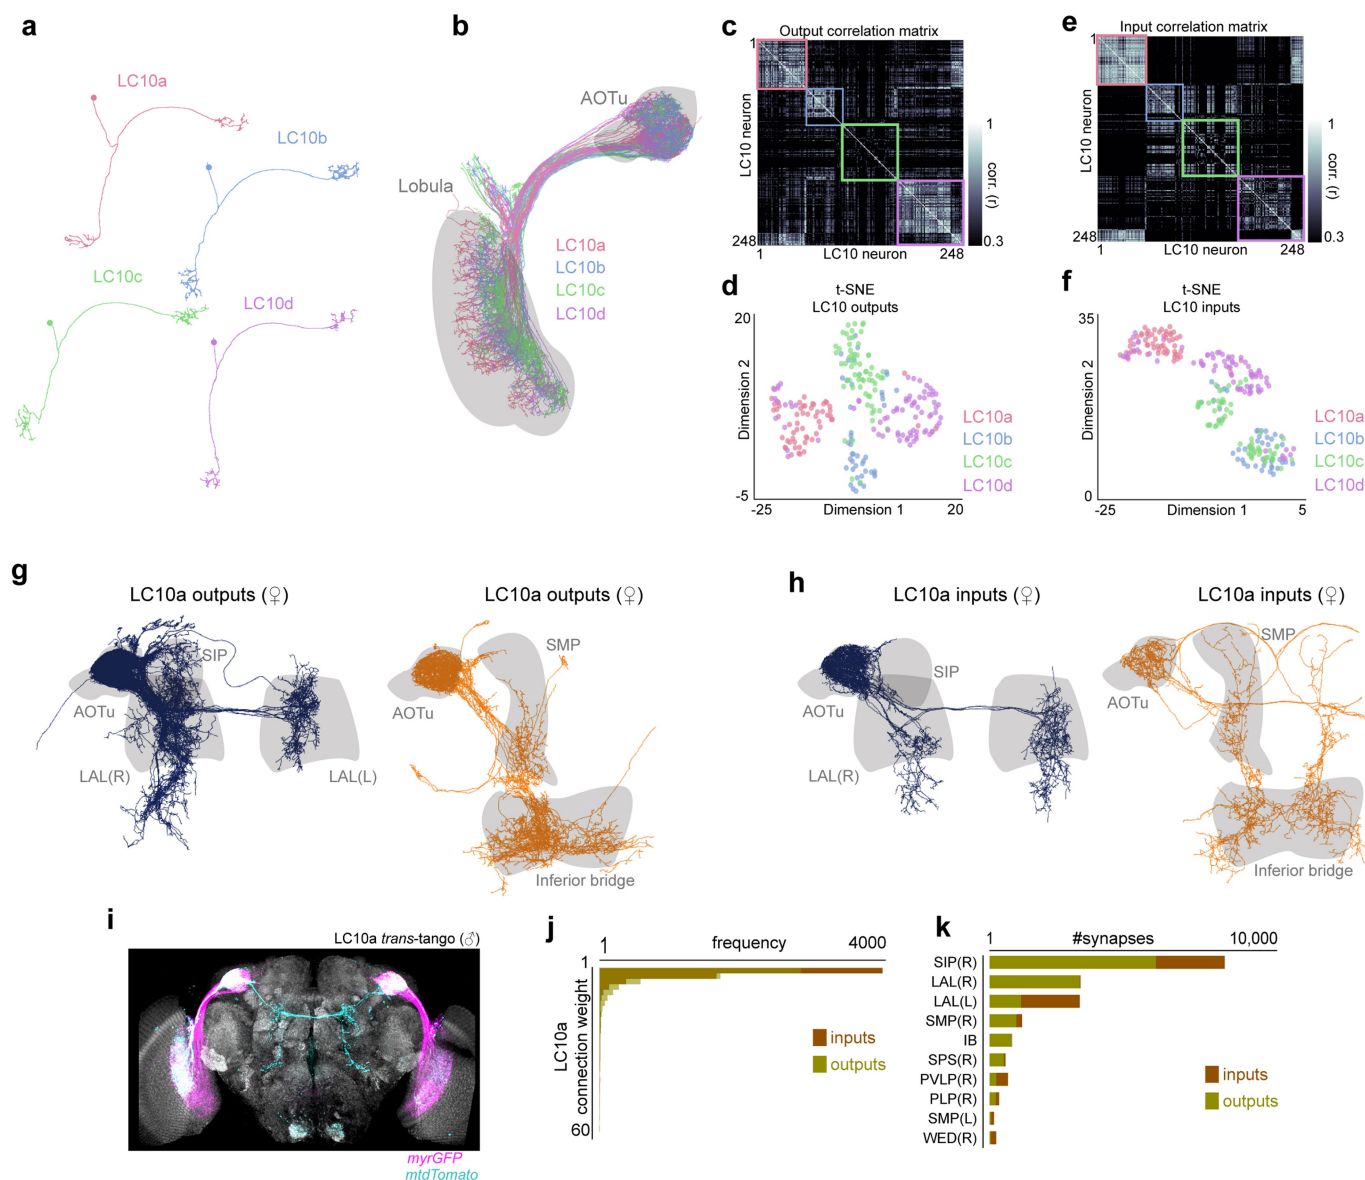 a
LC10a
LC10b
LC10c
LC10d
b
AOTu
Lobula
LC10a
LC10b
LC10c
LC10d
c
Output correlation matrix
1
LC10 neuron
248
1
LC10 neuron
248
1
corr. (r)
0.3
e
Input correlation matrix
1
LC10 neuron
248
1
LC10 neuron
248
1
corr. (r)
0.3
d
t-SNE
LC10 outputs
20
Dimension 2
-5
-25
Dimension 1
20
LC10a
LC10b
LC10c
LC10d
f
t-SNE
LC10 inputs
35
Dimension 2
0
-25
Dimension 1
5
LC10a
LC10b
LC10c
LC10d
g
LC10a outputs (♀)
SIP
AOTu
LAL(R)
LAL(L)
LC10a outputs (♀)
SMP
AOTu
Inferior bridge
h
LC10a inputs (♀)
SIP
AOTu
LAL(R)
LC10a inputs (♀)
SMP
AOTu
Inferior bridge
i
LC10a trans-tango (♂)
myrGFP
mtdTomato
j
1 frequency 4000
1
LC10a
connection weight
60
inputs
outputs
k
1 #synapses 10,000
SIP(R)
LAL(R)
LAL(L)
SMP(R)
IB
SPS(R)
PVLP(R)
PLP(R)
SMP(L)
WED(R)
inputs
outputs